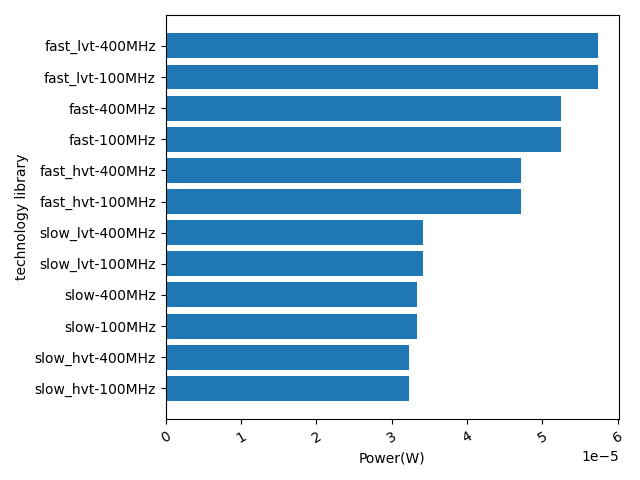 fast_lvt-400MHz
fast_lvt-100MHz
fast-400MHz
fast-100MHz
fast_hvt-400MHz
fast_hvt-100MHz
slow_lvt-400MHz
slow_lvt-100MHz
slow-400MHz
slow-100MHz
slow_hvt-400MHz
slow_hvt-100MHz
technology library
0 1 2 3 4 5 6
Power(W)
1e−5